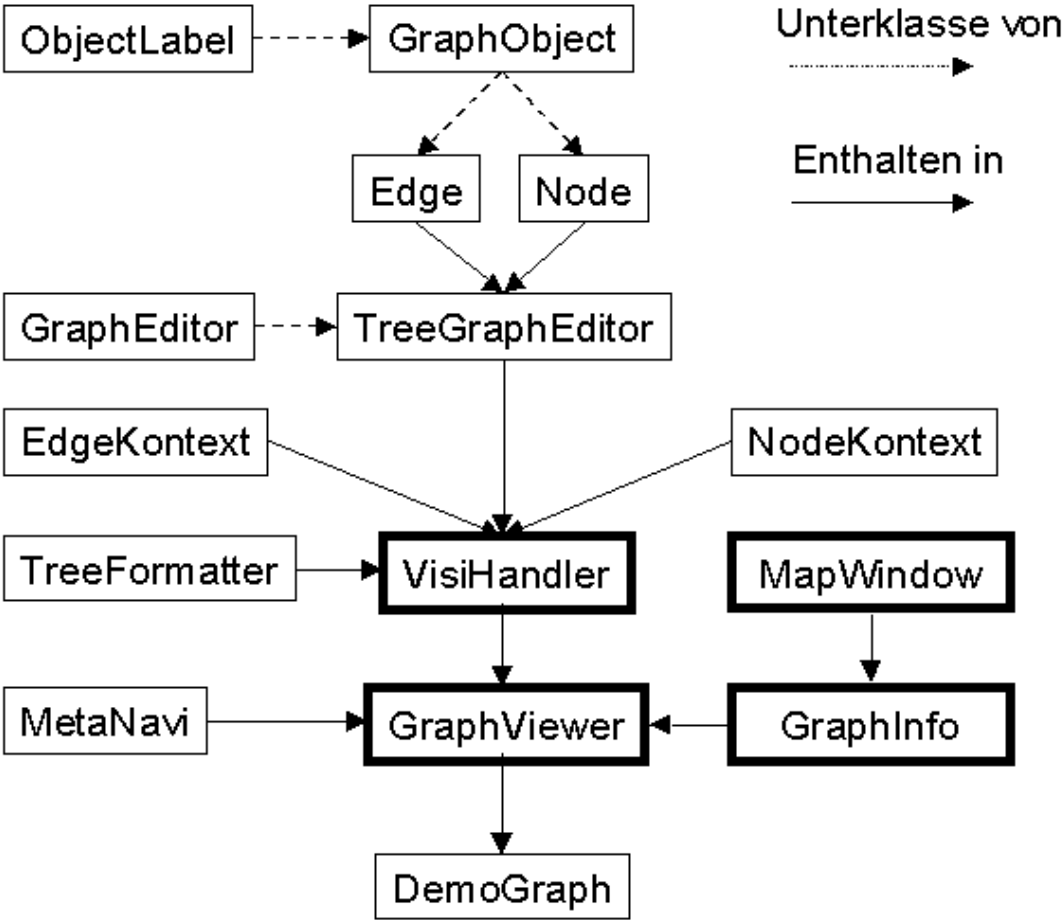 ObjectLabel
GraphObject
Unterklasse von
Enthalten in
Edge
Node
GraphEditor
TreeGraphEditor
EdgeKontext
NodeKontext
TreeFormatter
VisiHandler
MapWindow
MetaNavi
GraphViewer
GraphInfo
DemoGraph